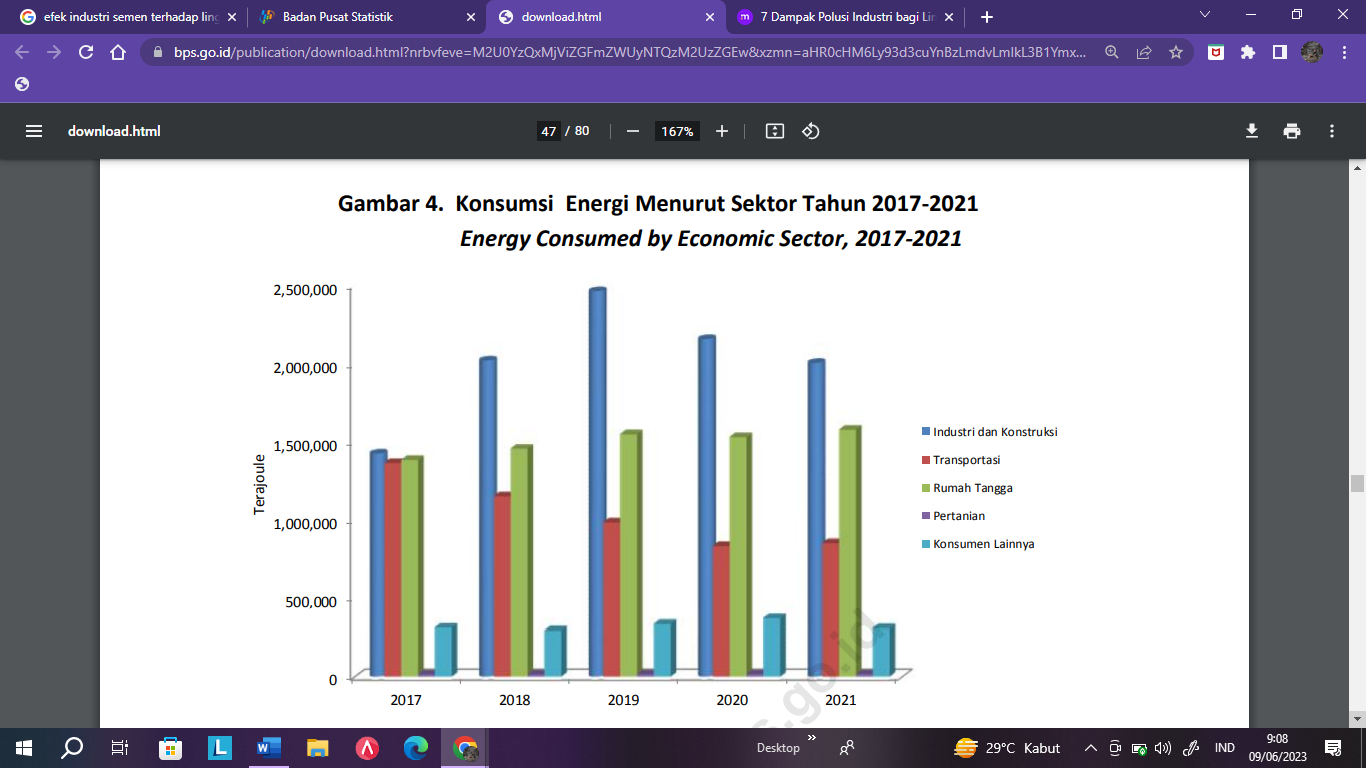 efek industri semen terhadap ling
Badan Pusat Statistik
download.html
7 Dampak Polusi Industri bagi Lin
bps.go.id/publication/download.html?nrbvfeve=M2U0YzQxMjViZGFmZWUyNTQzM2UzZGEw&xzmn=aHR0cHM6Ly93d3cuYnBzLmdvLmlkL3B1Ymx...
download.html
47 / 80
167%
Gambar 4. Konsumsi Energi Menurut Sektor Tahun 2017-2021
Energy Consumed by Economic Sector, 2017-2021
Terajoule
2,500,000
2,000,000
1,500,000
1,000,000
500,000
0
2017 2018 2019 2020 2021
Industri dan Konstruksi
Transportasi
Rumah Tangga
Pertanian
Konsumen Lainnya
s.go.id
Desktop
29°C Kabut
IND
9:08
09/06/2023